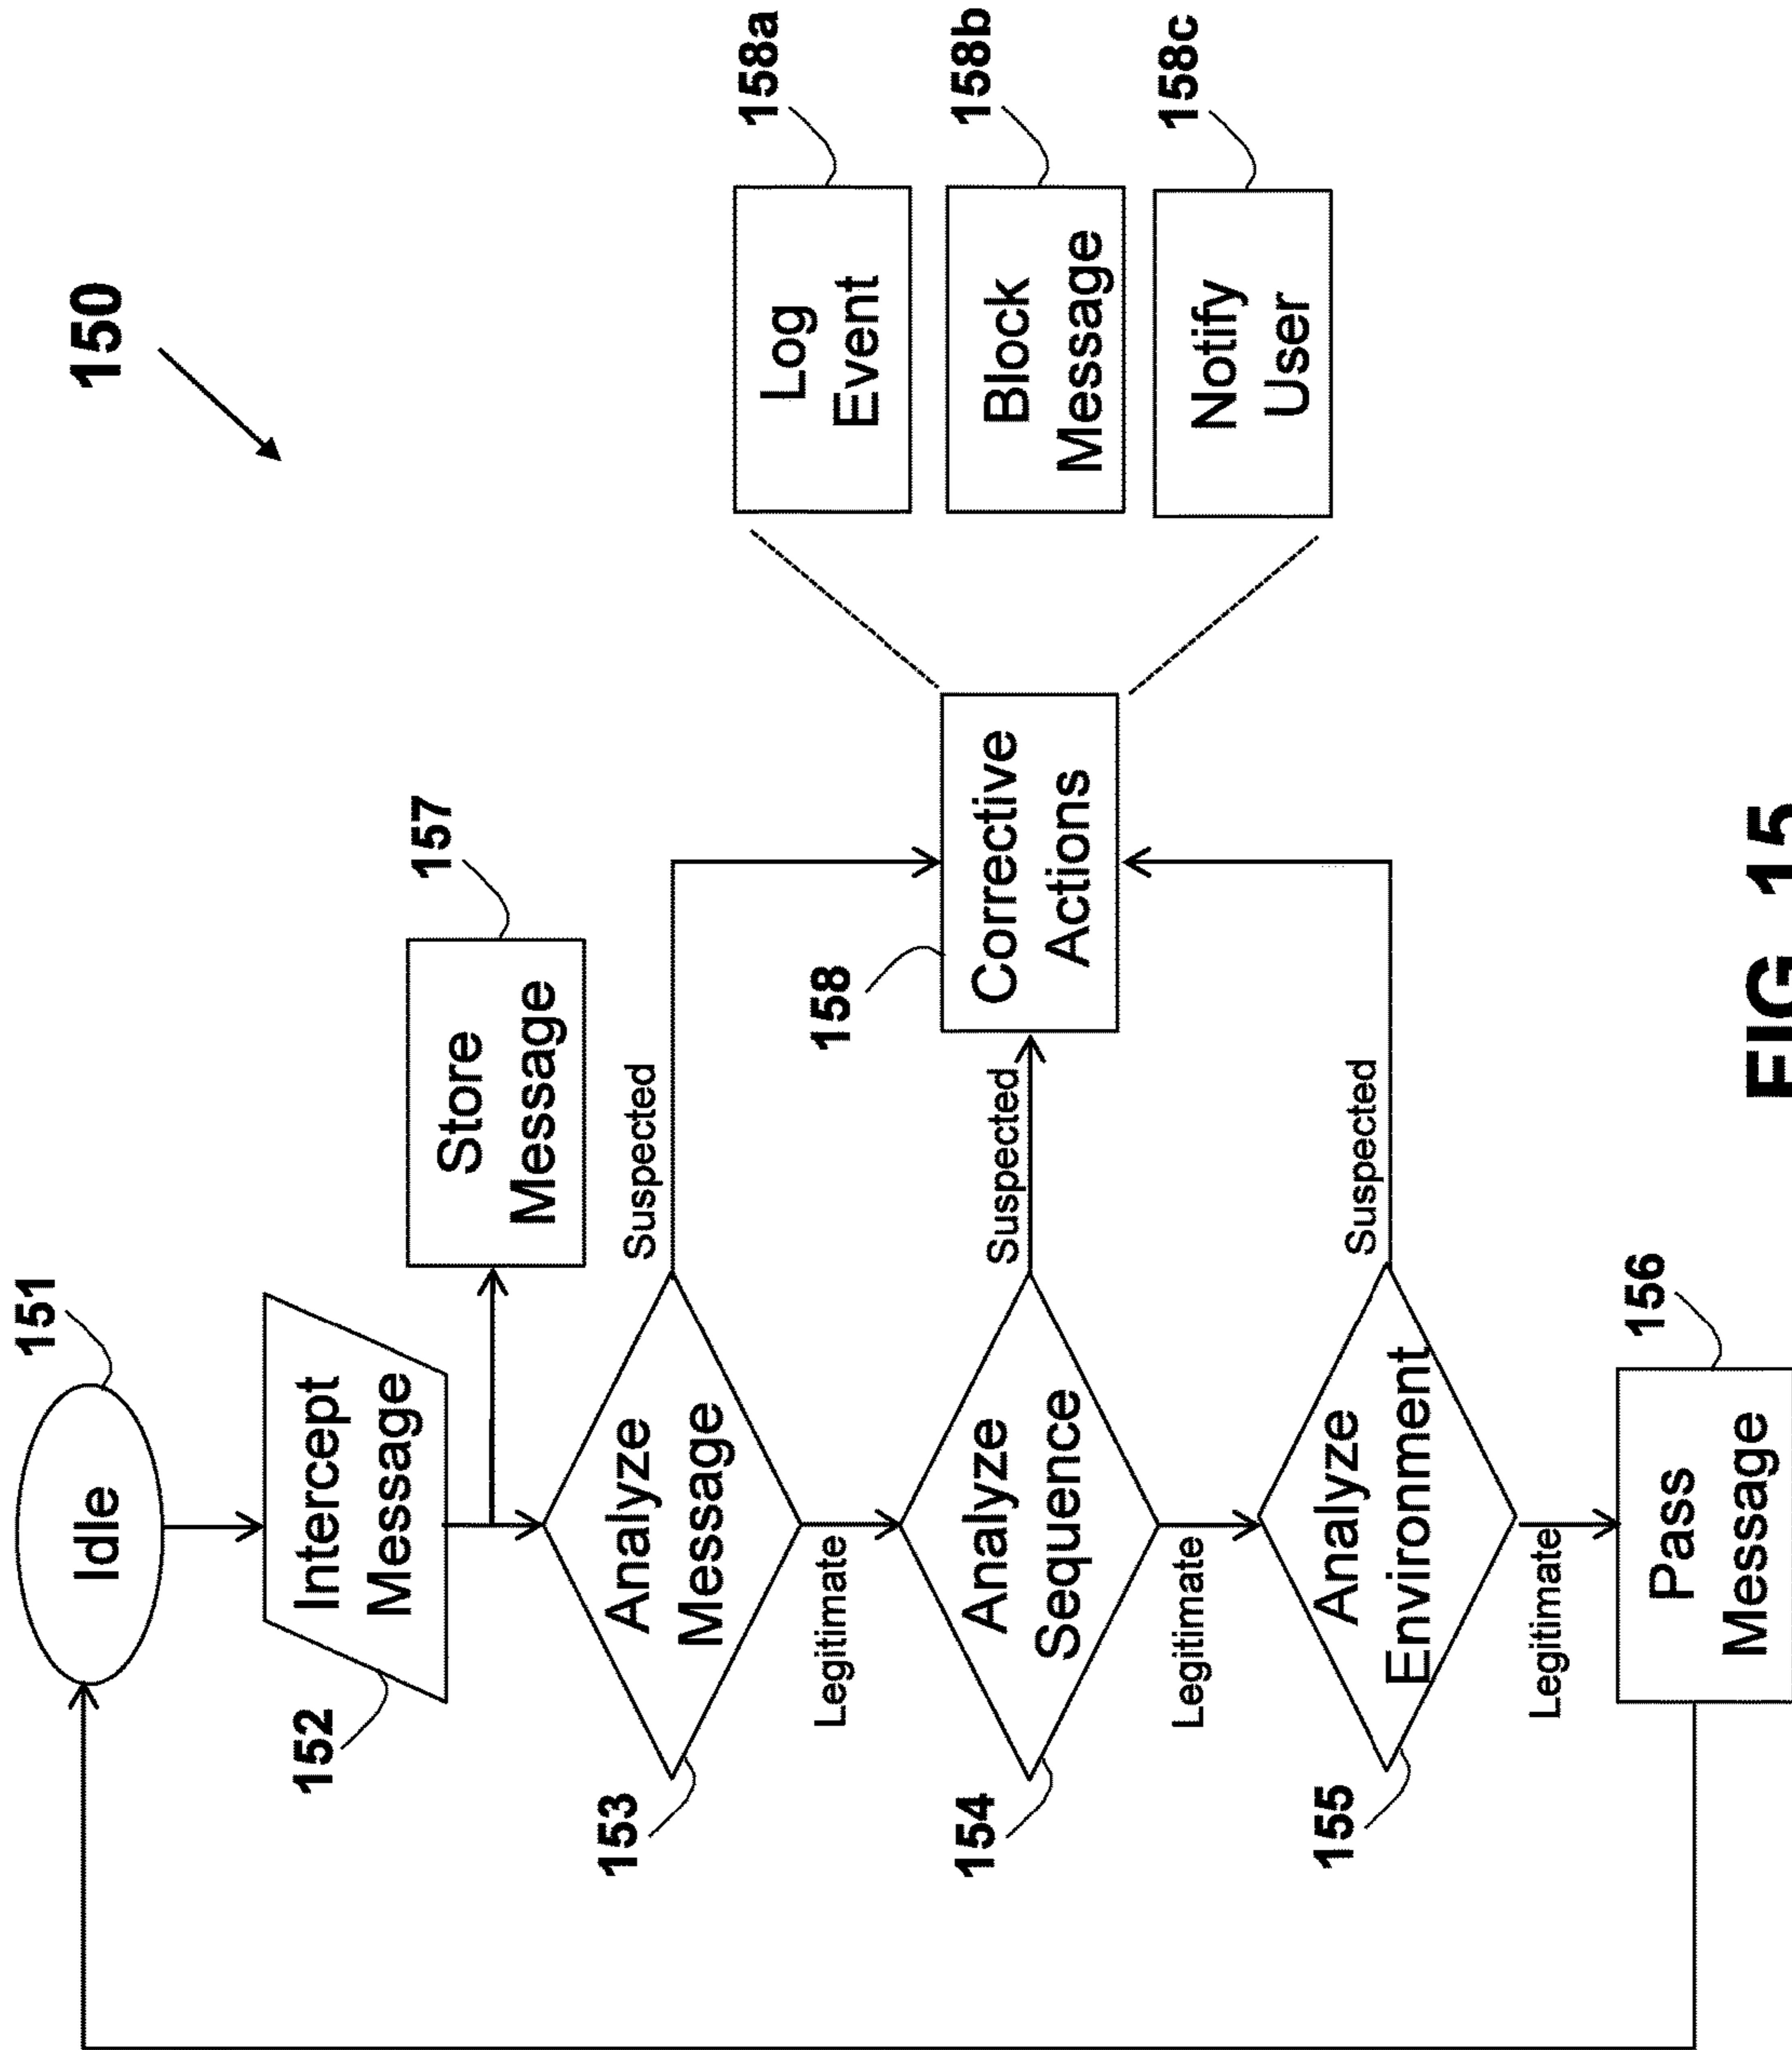 150
151
Idle
152
Intercept
Message
157
Store
Message
153
Analyze
Message
Suspected
Legitimate
154
Analyze
Sequence
Suspected
Legitimate
155
Analyze
Environment
Suspected
Legitimate
156
Pass
Message
158
Corrective
Actions
158a
Log
Event
158b
Block
Message
158c
Notify
User
FIG 15